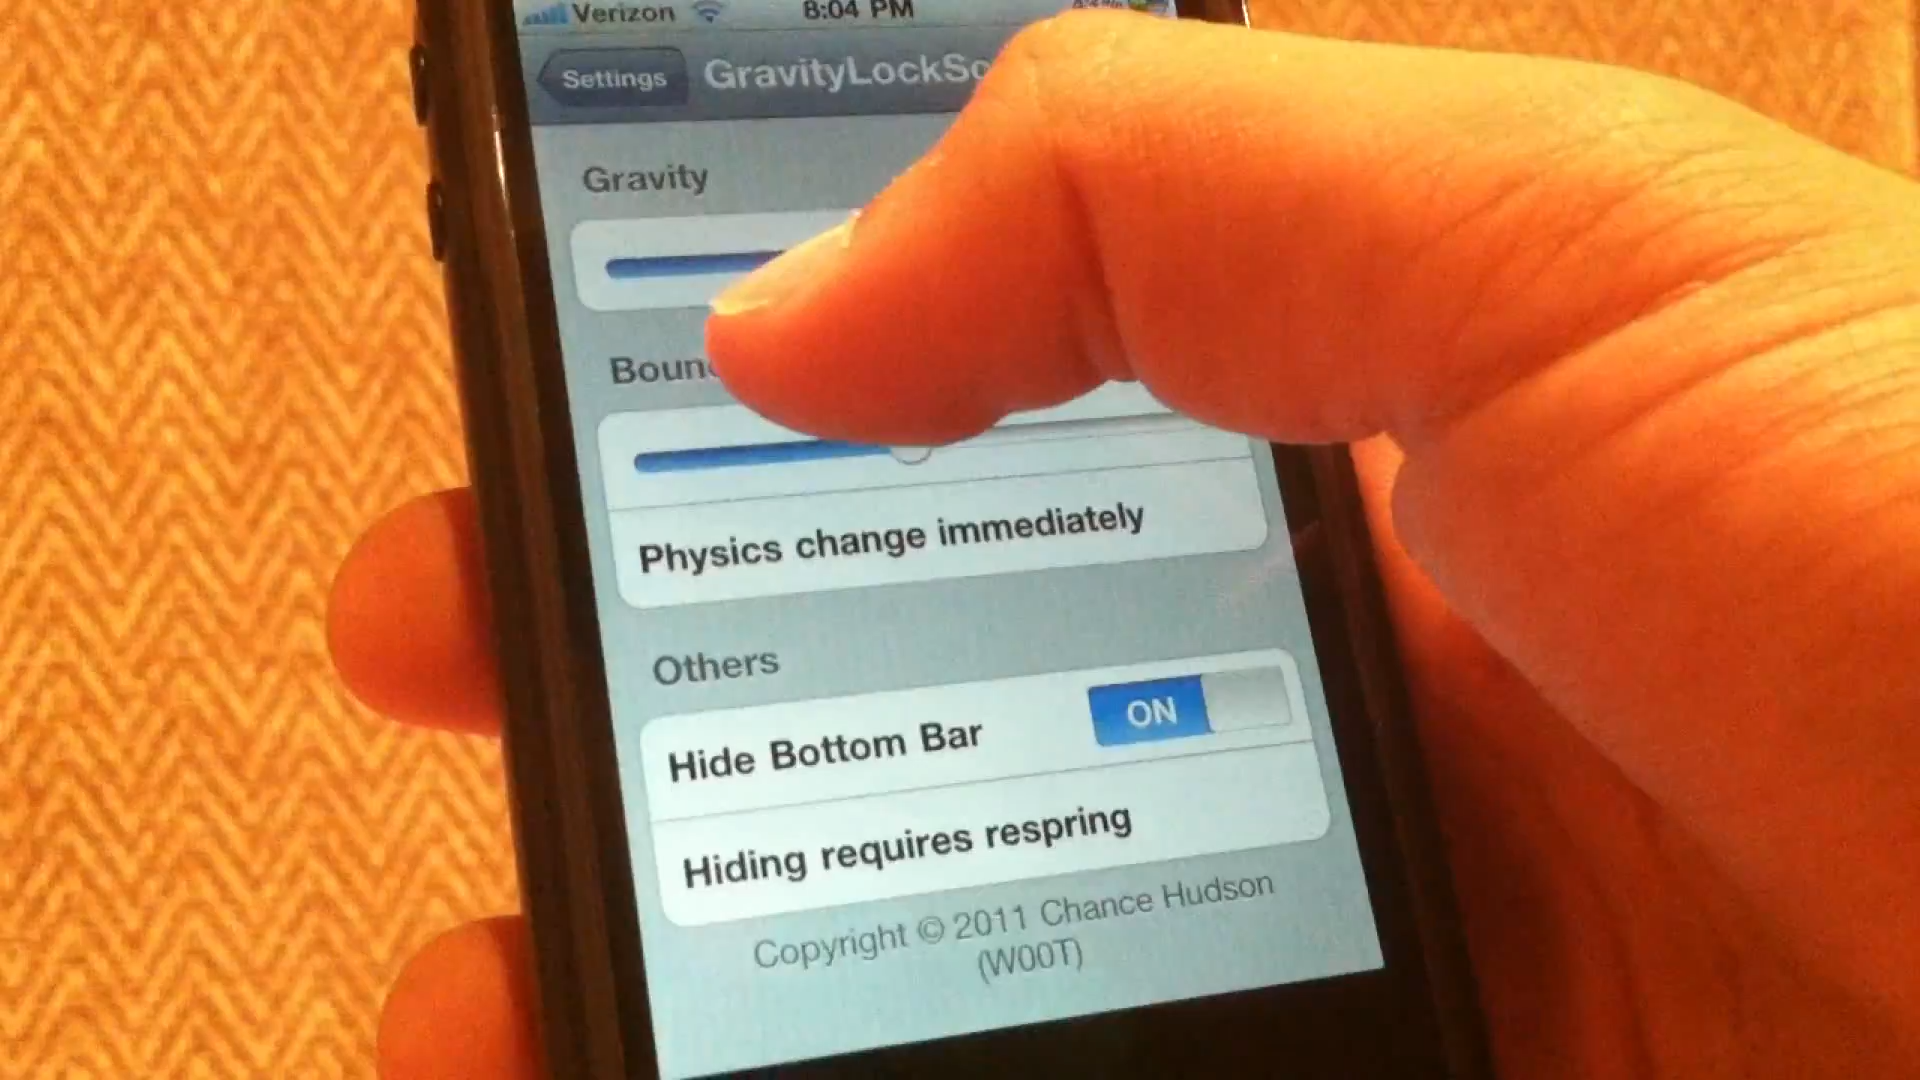 Verizon 8:04 PM
Settings
Gravity
Physics change immediately
Others
Hide Bottom Bar ON
Hiding requires respring
Copyright © 2011 Chance Hudson
(W00T)